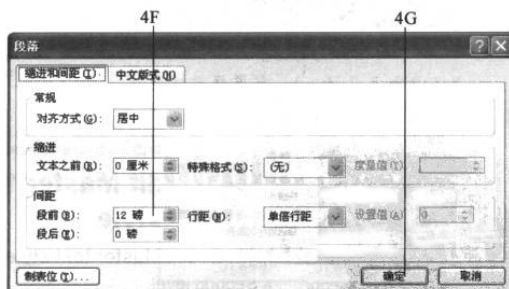 4F 4G
段落
缩进和间距(I) 中文版式(H)
常规
对齐方式(G): 居中
缩进
文本之前(R): 0 厘米 特殊格式(S): (无) 度量值(Y):
间距
段前(B): 12 磅 行距(N): 单倍行距 设置值(A) 0
段后(E): 0 磅
制表位(T)... 确定 取消